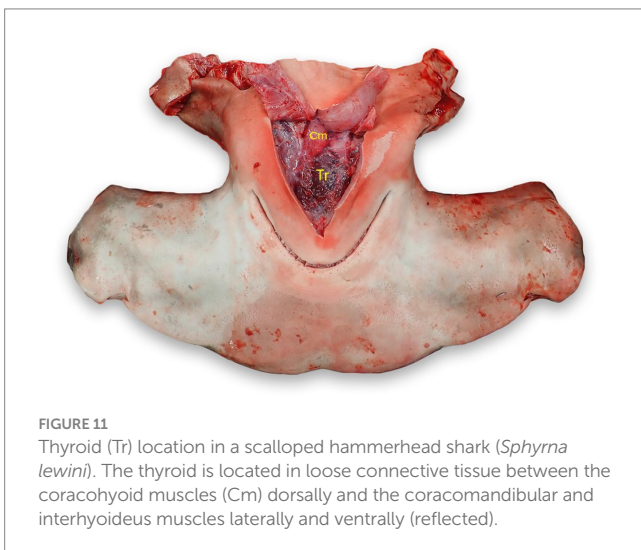 Cm
Tr
FIGURE 11
Thyroid (Tr) location in a scalloped hammerhead shark (Sphyrna
lewini). The thyroid is located in loose connective tissue between the
coracohyoid muscles (Cm) dorsally and the coracomandibular and
interhyoideus muscles laterally and ventrally (reflected).